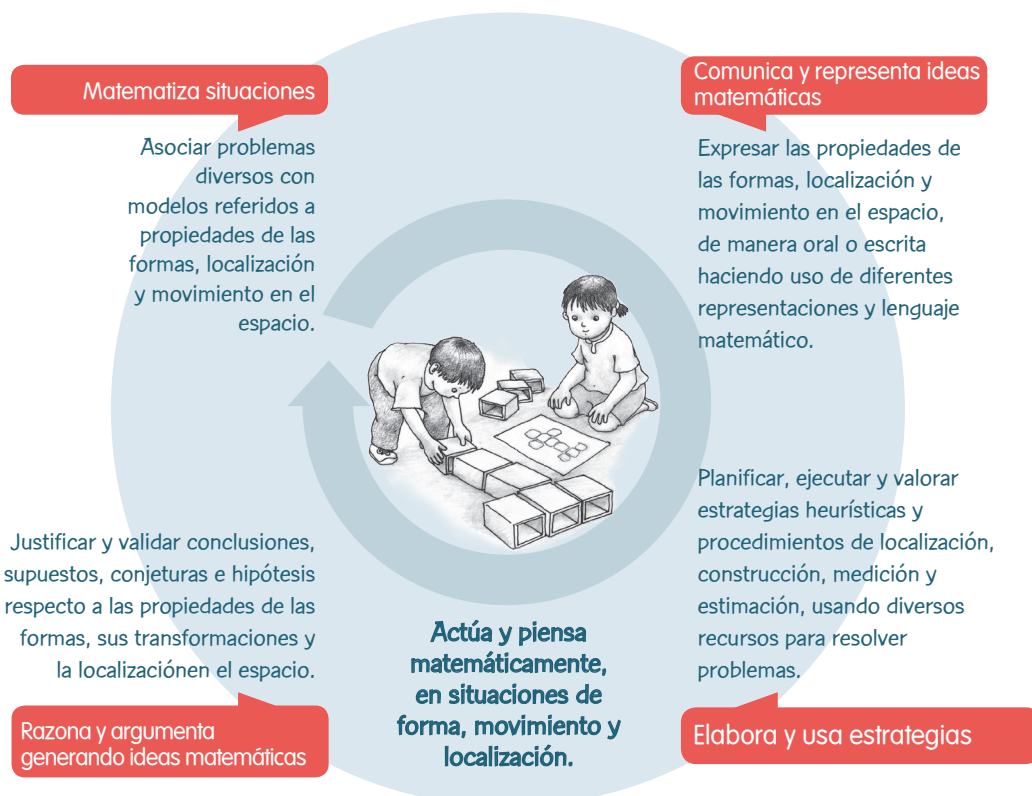 Matematiza situaciones
Asociar problemas
diversos con
modelos referidos a
propiedades de las
formas, localización
y movimiento en el
espacio.
Comunica y representa ideas
matemáticas
Expresar las propiedades de
las formas, localización y
movimiento en el espacio,
de manera oral o escrita
haciendo uso de diferentes
representaciones y lenguaje
matemático.
Justificar y validar conclusiones,
supuestos, conjeturas e hipótesis
respecto a las propiedades de las
formas, sus transformaciones y
la localizaciónen el espacio.
Razona y argumenta
generando ideas matemáticas
Actúa y piensa
matemáticamente,
en situaciones de
forma, movimiento y
localización.
Planificar, ejecutar y valorar
estrategias heurísticas y
procedimientos de localización,
construcción, medición y
estimación, usando diversos
recursos para resolver
problemas.
Elabora y usa estrategias